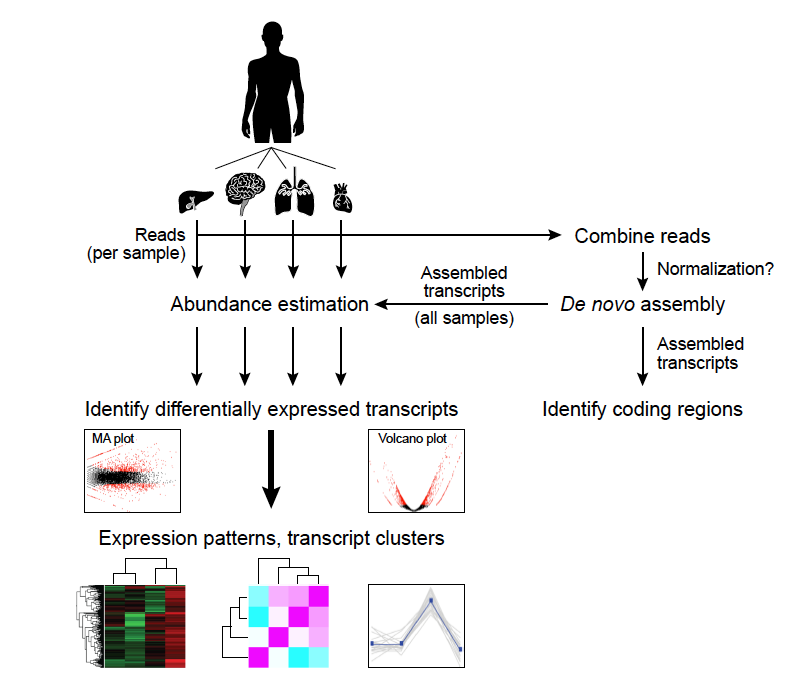 Reads
(per sample)
Combine reads
Normalization?
Assembled
transcripts
(all samples)
Abundance estimation
De novo assembly
Assembled
transcripts
Identify differentially expressed transcripts
Identify coding regions
MA plot
Volcano plot
Expression patterns, transcript clusters